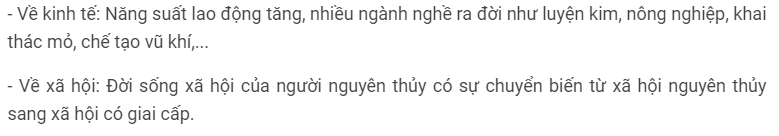 - Về kinh tế: Năng suất lao động tăng, nhiều ngành nghề ra đời như luyện kim, nông nghiệp, khai
thác mỏ, chế tạo vũ khí,...
- Về xã hội: Đời sống xã hội của người nguyên thủy có sự chuyển biến từ xã hội nguyên thủy
sang xã hội có giai cấp.